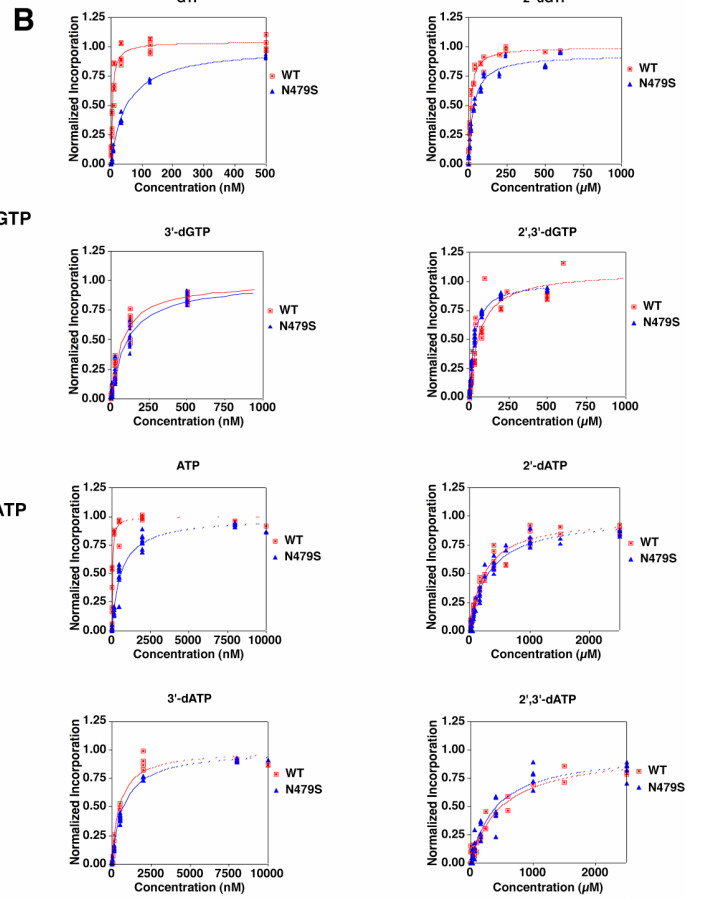 B
1.25
1.00
0.75
0.50
0.25
0.00
0 100 200 300 400 500
Normalized Incorporation
Concentration (nM)
WT
N479S
1.25
1.00
0.75
0.50
0.25
0.00
0 250 500 750 1000
Normalized Incorporation
Concentration (µM)
WT
N479S
GTP
3'-dGTP
1.25
1.00
0.75
0.50
0.25
0.00
0 250 500 750 1000
Normalized Incorporation
Concentration (nM)
WT
N479S
2',3'-dGTP
1.25
1.00
0.75
0.50
0.25
0.00
0 250 500 750 1000
Normalized Incorporation
Concentration (µM)
WT
N479S
ATP
ATP
1.25
1.00
0.75
0.50
0.25
0.00
0 2500 5000 7500 10000
Normalized Incorporation
Concentration (nM)
WT
N479S
2'-dATP
1.25
1.00
0.75
0.50
0.25
0.00
0 1000 2000
Normalized Incorporation
Concentration (µM)
WT
N479S
3'-dATP
1.25
1.00
0.75
0.50
0.25
0.00
0 2500 5000 7500 10000
Normalized Incorporation
Concentration (nM)
WT
N479S
2',3'-dATP
1.25
1.00
0.75
0.50
0.25
0.00
0 1000 2000
Normalized Incorporation
Concentration (µM)
WT
N479S